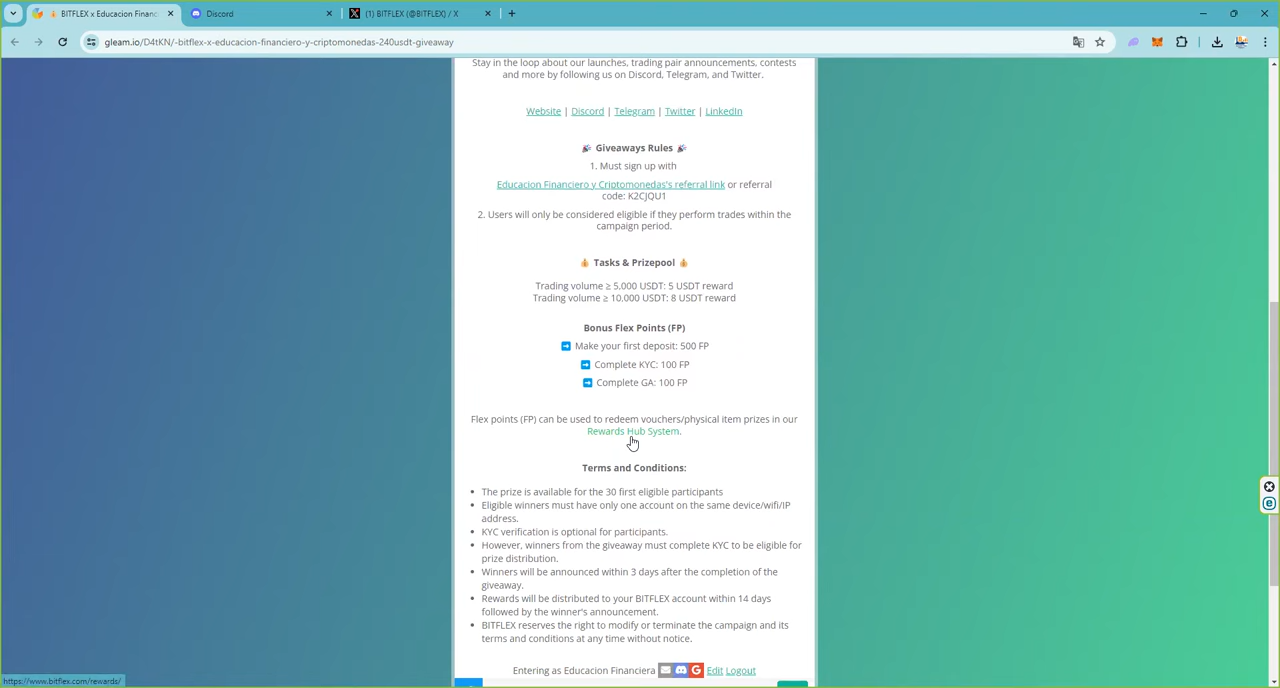 BITFLEX x Educacion Financ
Discord
(1) BITFLEX (@BITFLEX) / X
gleam.io/D4tKN/-bitflex-x-educacion-financiero-y-criptomonedas-240usdt-giveaway
Stay in the loop about our launches, trading pair announcements, contests
and more by following us on Discord, Telegram, and Twitter.
Website | Discord | Telegram | Twitter | LinkedIn
🎉 Giveaways Rules 🎉
1. Must sign up with
Educacion Financiero y Criptomonedas's referral link or referral
code: K2CJQU1
2. Users will only be considered eligible if they perform trades within the
campaign period.
💰 Tasks & Prizepool 💰
Trading volume ≥ 5,000 USDT: 5 USDT reward
Trading volume ≥ 10,000 USDT: 8 USDT reward
Bonus Flex Points (FP)
➡️ Make your first deposit: 500 FP
➡️ Complete KYC: 100 FP
➡️ Complete GA: 100 FP
Flex points (FP) can be used to redeem vouchers/physical item prizes in our
Rewards Hub System.
Terms and Conditions:
• The prize is available for the 30 first eligible participants
• Eligible winners must have only one account on the same device/wifi/IP
address.
• KYC verification is optional for participants.
• However, winners from the giveaway must complete KYC to be eligible for
prize distribution.
• Winners will be announced within 3 days after the completion of the
giveaway.
• Rewards will be distributed to your BITFLEX account within 14 days
followed by the winner's announcement.
• BITFLEX reserves the right to modify or terminate the campaign and its
terms and conditions at any time without notice.
Entering as Educacion Financiera G Edit Logout
https://www.bitflex.com/rewards/